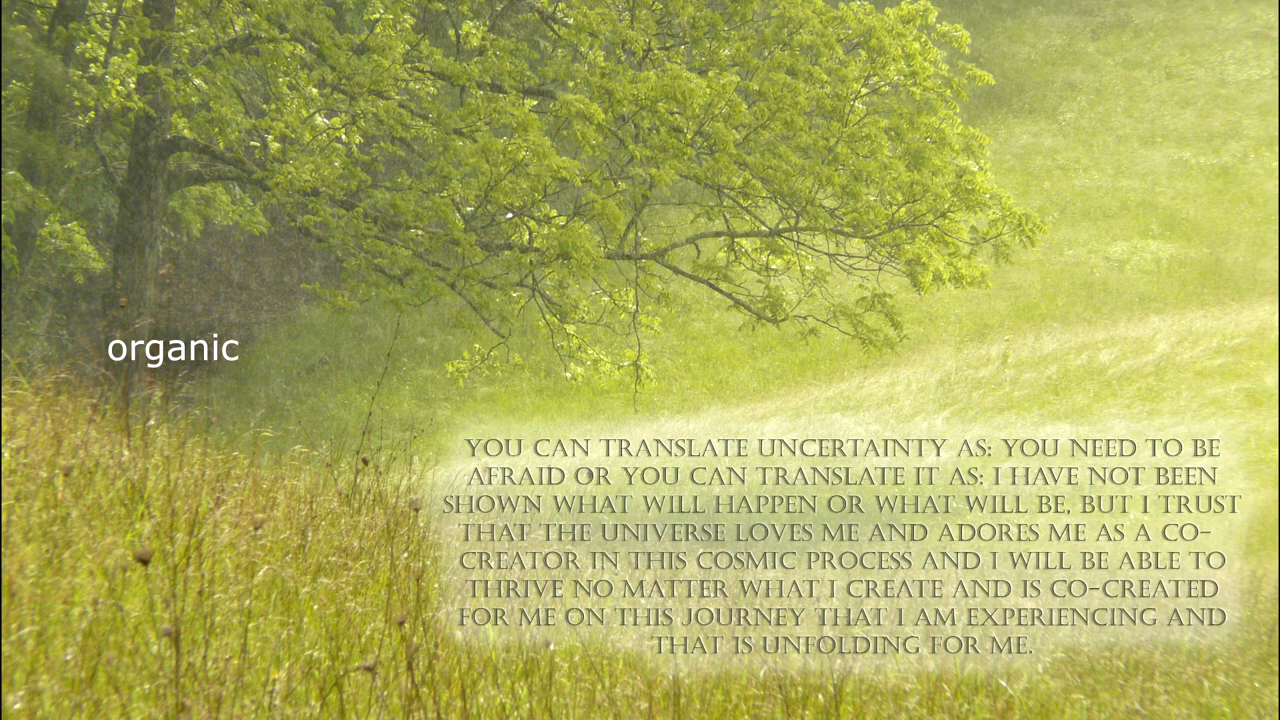 organic
YOU CAN TRANSLATE UNCERTAINTY AS: YOU NEED TO BE
AFRAID OR YOU CAN TRANSLATE IT AS: I HAVE NOT BEEN
SHOWN WHAT WILL HAPPEN OR WHAT WILL BE, BUT I TRUST
THAT THE UNIVERSE LOVES ME AND ADORES ME AS A CO-
CREATOR IN THIS COSMIC PROCESS AND I WILL BE ABLE TO
THRIVE NO MATTER WHAT I CREATE AND IS CO-CREATED
FOR ME ON THIS JOURNEY THAT I AM EXPERIENCING AND
THAT IS UNFOLDING FOR ME.